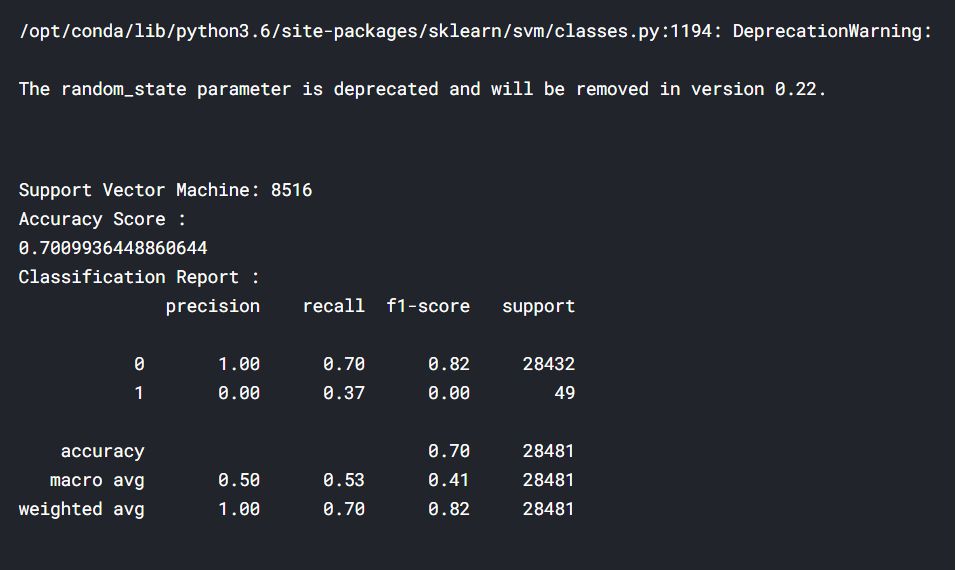 /opt/conda/lib/python3.6/site-packages/sklearn/svm/classes.py:1194: DeprecationWarning:
The random_state parameter is deprecated and will be removed in version 0.22.
Support Vector Machine: 8516
Accuracy Score :
0.7009936448860644
Classification Report :
precision recall f1-score support
0 1.00 0.70 0.82 28432
1 0.00 0.37 0.00 49
accuracy 0.70 28481
macro avg 0.50 0.53 0.41 28481
weighted avg 1.00 0.70 0.82 28481